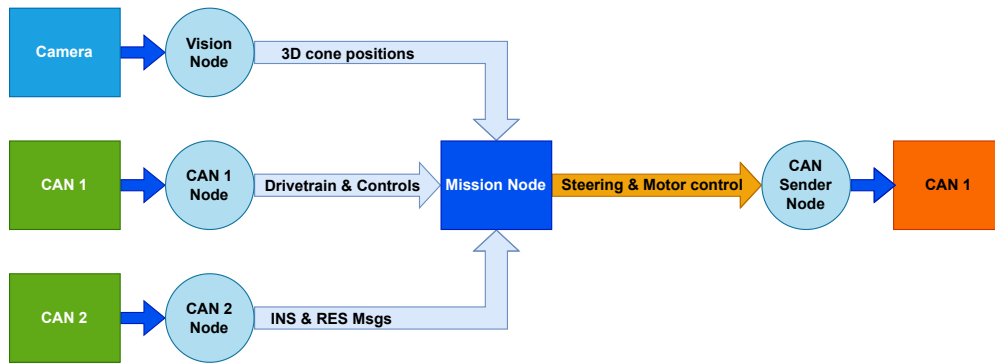 Camera
Vision
Node
3D cone positions
CAN 1
CAN 1
Node
Drivetrain & Controls
Mission Node
Steering & Motor control
CAN
Sender
Node
CAN 1
CAN 2
CAN 2
Node
INS & RES Msgs